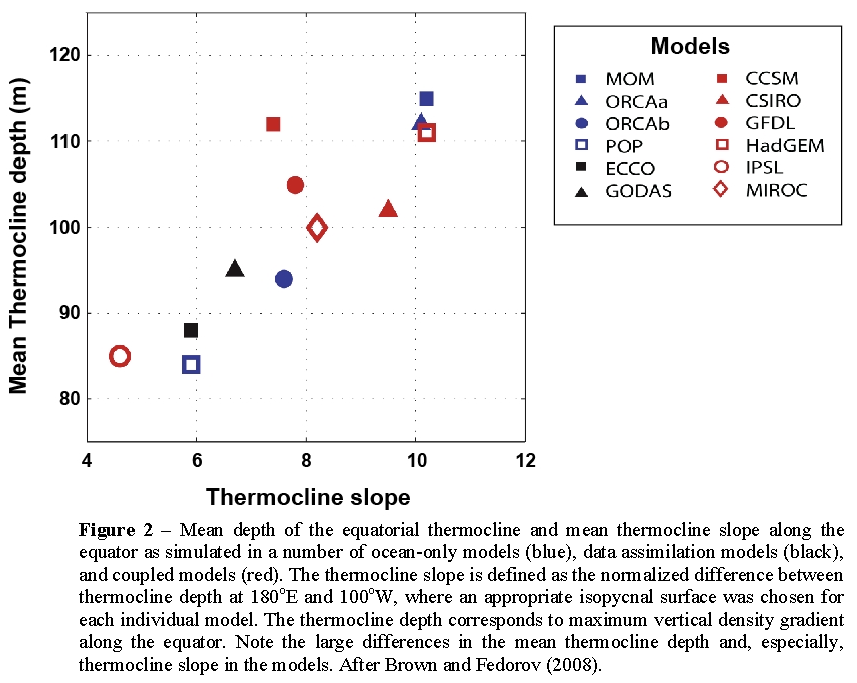 120
110
100
90
80
4
6
8
10
12
Mean Thermocline depth (m)
Thermocline slope
Models
MOM
ORCAa
ORCAb
POP
ECCO
GODAS
CCSM
CSIRO
GFDL
HadGEM
IPSL
MIROC
Figure 2 – Mean depth of the equatorial thermocline and mean thermocline slope along the
equator as simulated in a number of ocean-only models (blue), data assimilation models (black),
and coupled models (red). The thermocline slope is defined as the normalized difference between
thermocline depth at 180°E and 100°W, where an appropriate isopycnal surface was chosen for
each individual model. The thermocline depth corresponds to maximum vertical density gradient
along the equator. Note the large differences in the mean thermocline depth and, especially,
thermocline slope in the models. After Brown and Fedorov (2008).